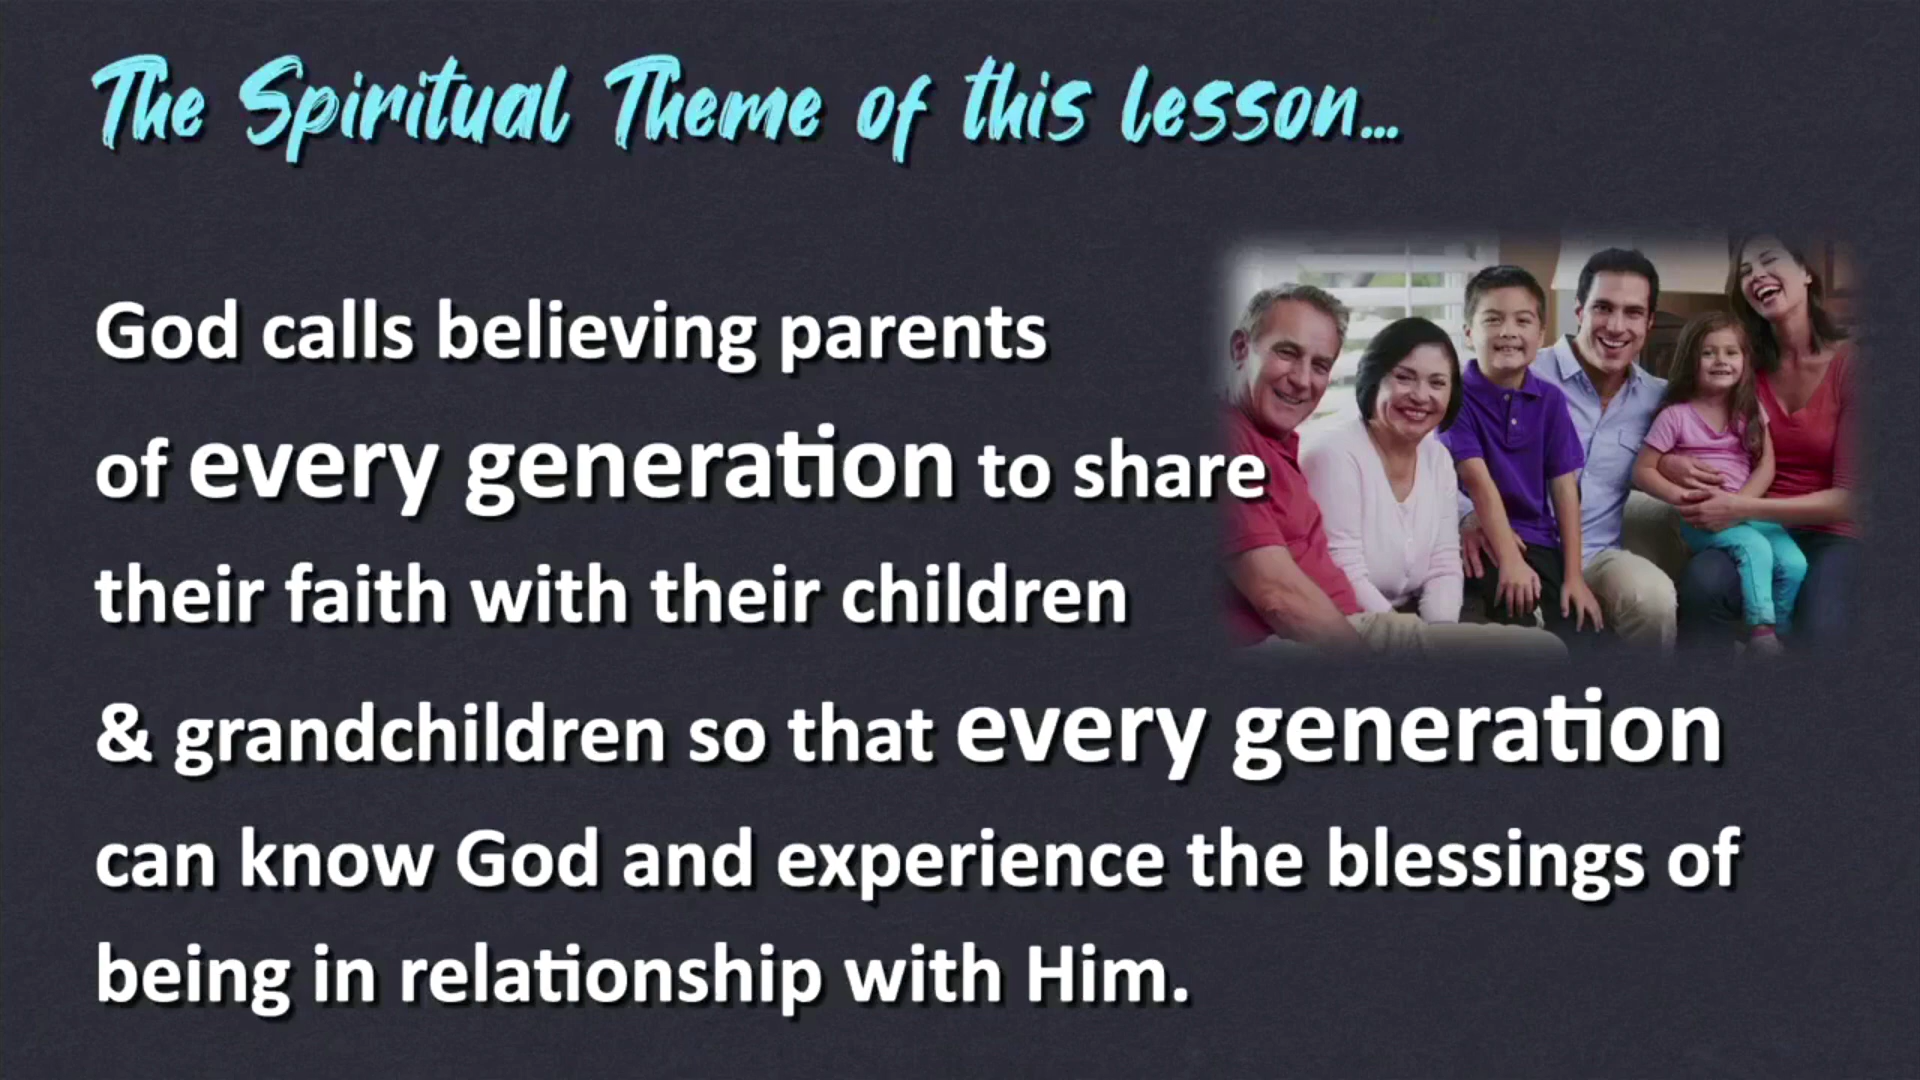 The Spiritual Theme of this lesson...
God calls believing parents
of every generation to share
their faith with their children
& grandchildren so that every generation
can know God and experience the blessings of
being in relationship with Him.